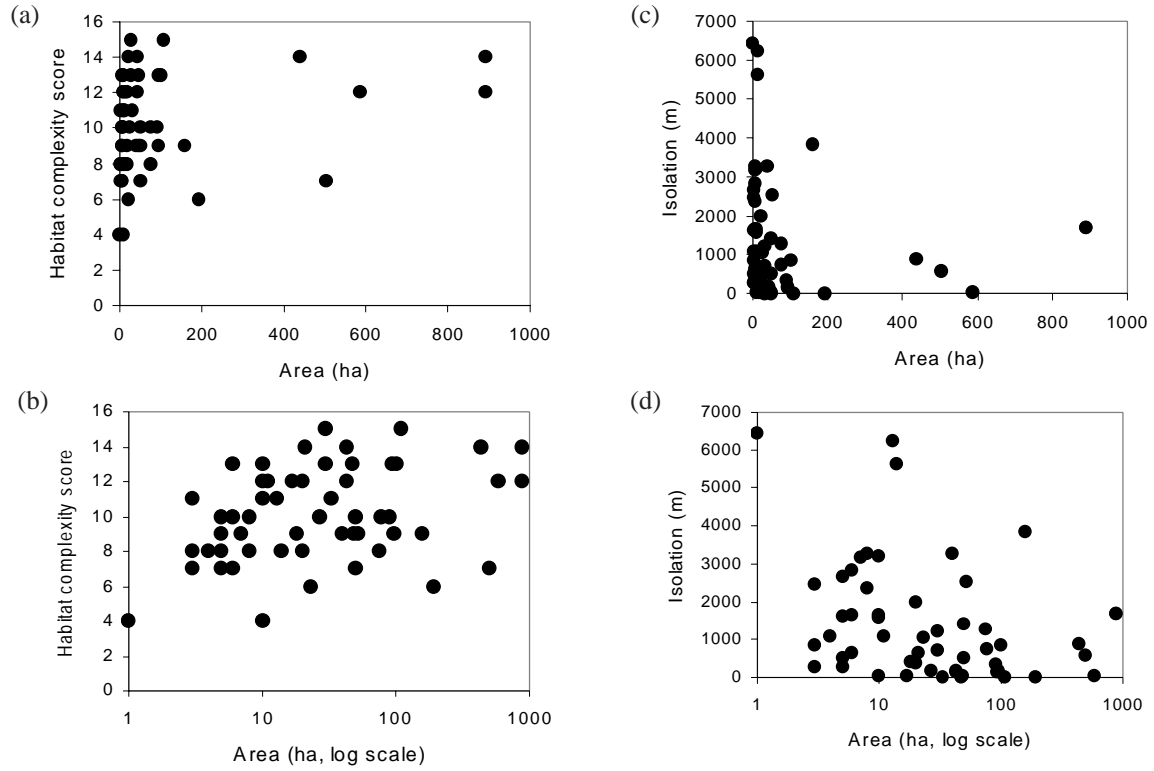 (a)
Habitat complexity score
16
14
12
10
8
6
4
2
0
0 200 400 600 800 1000
Area (ha)
(c)
Isolation (m)
7000
6000
5000
4000
3000
2000
1000
0
0 200 400 600 800 1000
Area (ha)
(b)
Habitat complexity score
16
14
12
10
8
6
4
2
0
1 10 100 1000
Area (ha, log scale)
(d)
Isolation (m)
7000
6000
5000
4000
3000
2000
1000
0
1 10 100 1000
Area (ha, log scale)